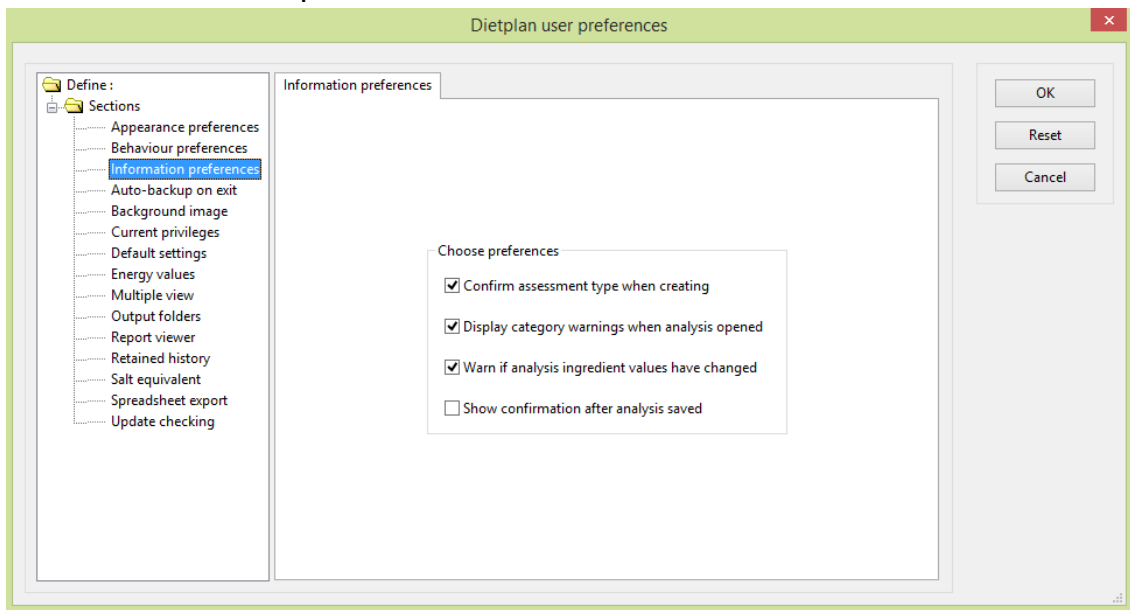 Dietplan user preferences
Define :
Sections
Appearance preferences
Behaviour preferences
Information preferences
Auto-backup on exit
Background image
Current privileges
Default settings
Energy values
Multiple view
Output folders
Report viewer
Retained history
Salt equivalent
Spreadsheet export
Update checking
Information preferences
Choose preferences
Confirm assessment type when creating
Display category warnings when analysis opened
Warn if analysis ingredient values have changed
Show confirmation after analysis saved
OK
Reset
Cancel